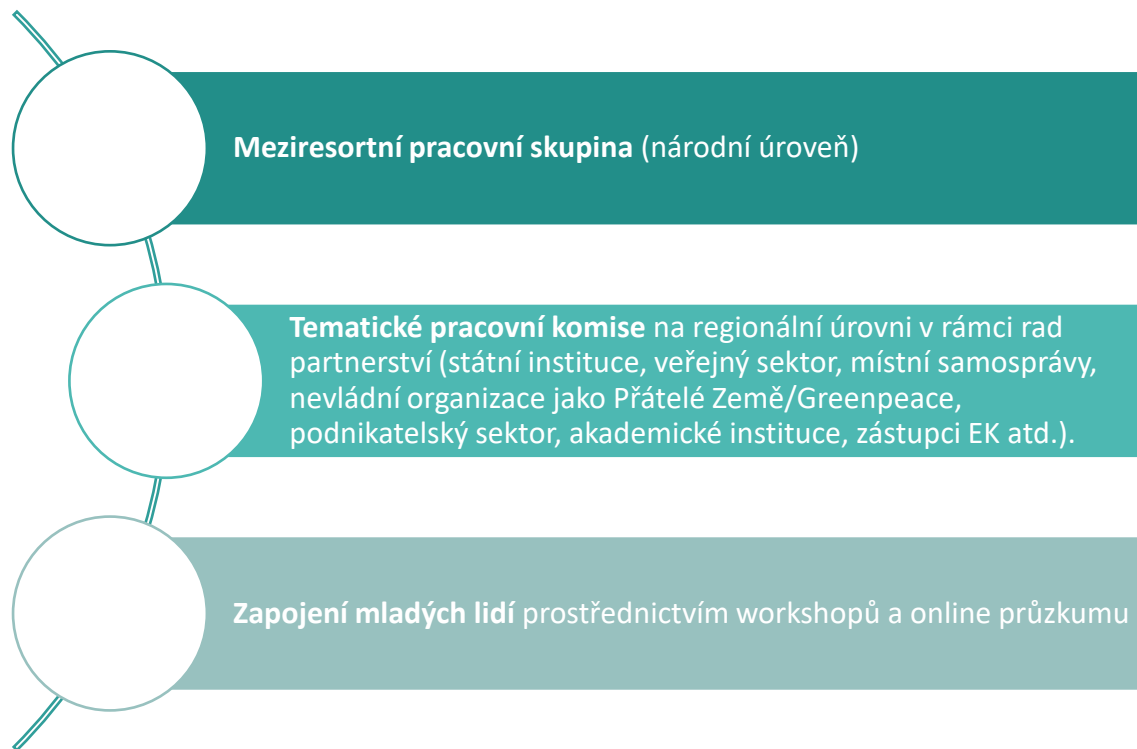 Meziresortní pracovní skupina (národní úroveň)
Tematické pracovní komise na regionální úrovni v rámci rad
partnerství (státní instituce, veřejný sektor, místní samosprávy,
nevládní organizace jako Přátelé Země/Greenpeace,
podnikatelský sektor, akademické instituce, zástupci EK atd.).
Zapojení mladých lidí prostřednictvím workshopů a online průzkumu